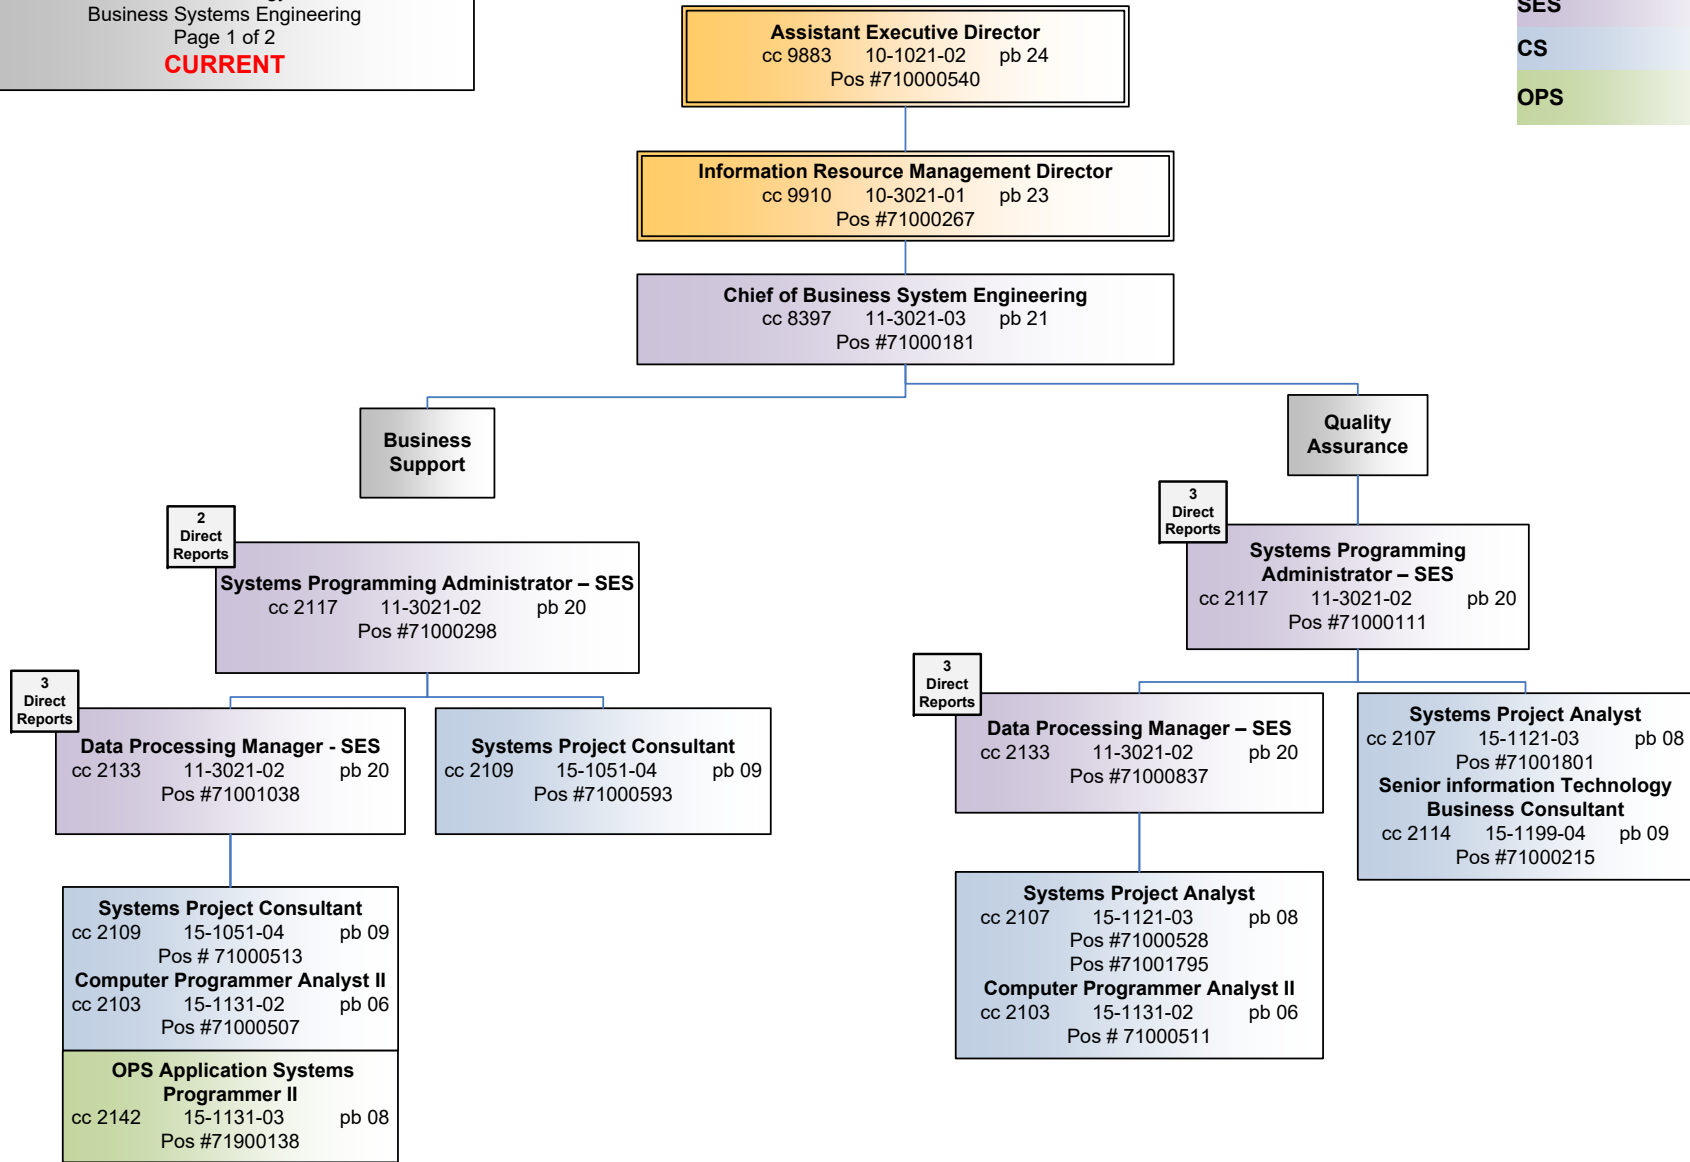 Business Systems Engineering
Page 1 of 2
CURRENT
SES
CS
OPS
Assistant Executive Director
cc 9883 10-1021-02 pb 24
Pos #710000540
Information Resource Management Director
cc 9910 10-3021-01 pb 23
Pos #71000267
Chief of Business System Engineering
cc 8397 11-3021-03 pb 21
Pos #71000181
Business
Support
Quality
Assurance
2
Direct
Reports
Systems Programming Administrator – SES
cc 2117 11-3021-02 pb 20
Pos #71000298
3
Direct
Reports
Data Processing Manager - SES
cc 2133 11-3021-02 pb 20
Pos #71001038
Systems Project Consultant
cc 2109 15-1051-04 pb 09
Pos #71000593
Systems Project Consultant
cc 2109 15-1051-04 pb 09
Pos # 71000513
Computer Programmer Analyst II
cc 2103 15-1131-02 pb 06
Pos #71000507
OPS Application Systems
Programmer II
cc 2142 15-1131-03 pb 08
Pos #71900138
3
Direct
Reports
Systems Programming
Administrator – SES
cc 2117 11-3021-02 pb 20
Pos #71000111
3
Direct
Reports
Data Processing Manager – SES
cc 2133 11-3021-02 pb 20
Pos #71000837
Systems Project Analyst
cc 2107 15-1121-03 pb 08
Pos #71001801
Senior information Technology
Business Consultant
cc 2114 15-1199-04 pb 09
Pos #71000215
Systems Project Analyst
cc 2107 15-1121-03 pb 08
Pos #71000528
Pos #71001795
Computer Programmer Analyst II
cc 2103 15-1131-02 pb 06
Pos # 71000511